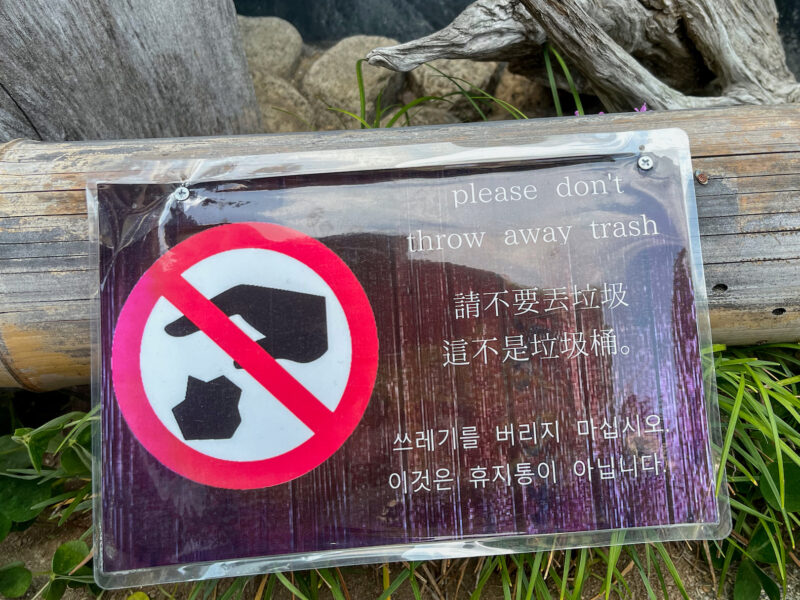 please don't
throw away trash
請不要丟垃圾
這不是垃圾桶。
쓰레기를 버리지 마십시오.
이것은 휴지통이 아닙니다.